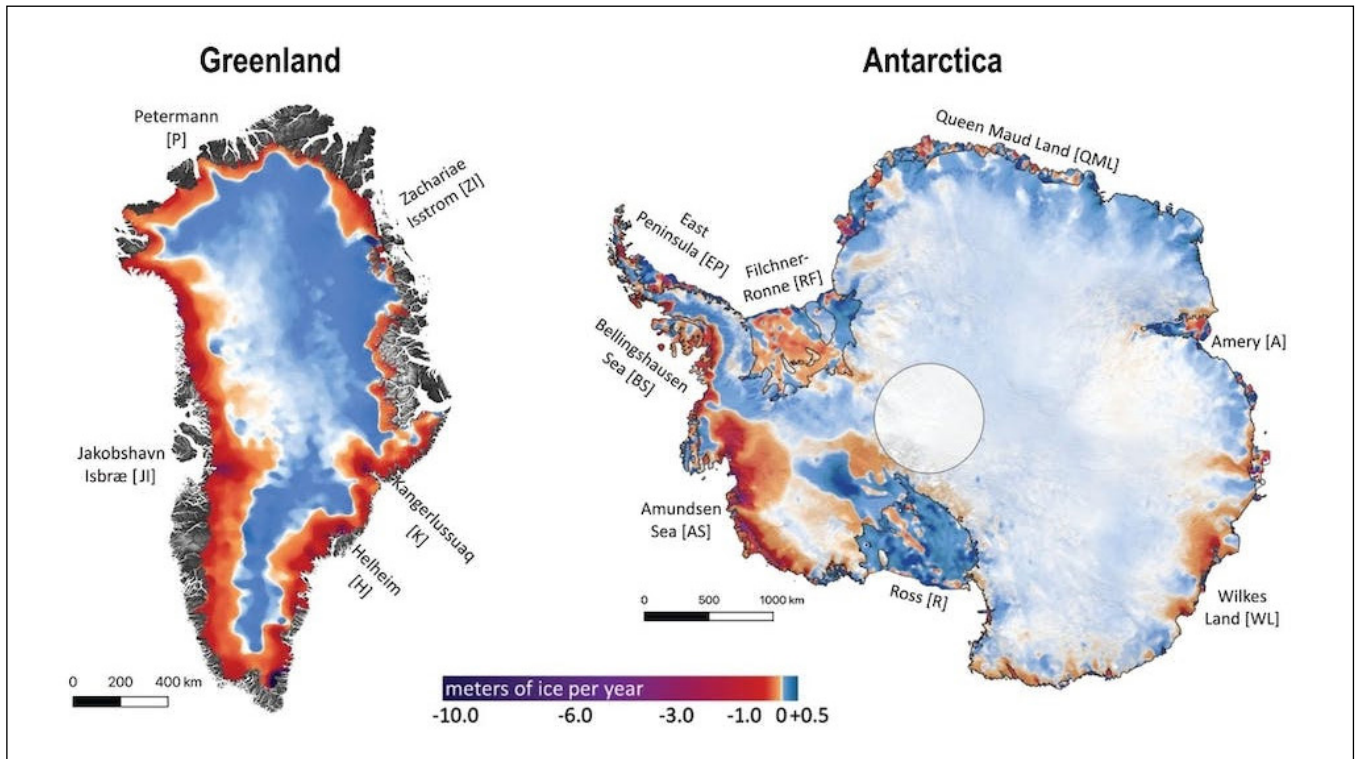 Greenland
Antarctica
Petermann
[P]
Zachariae
Isstrom [ZI]
Jakobshavn
Isbræ [JI]
Kangerlussuaq
[K]
Helheim
[H]
0 200 400 km
Queen Maud Land [QML]
East
Peninsula [EP]
Filchner-
Ronne [RF]
Bellingshausen
Sea [BS]
Amery [A]
Amundsen
Sea [AS]
Ross [R]
Wilkes
Land [WL]
0 500 1000 km
meters of ice per year
-10.0 -6.0 -3.0 -1.0 0 +0.5